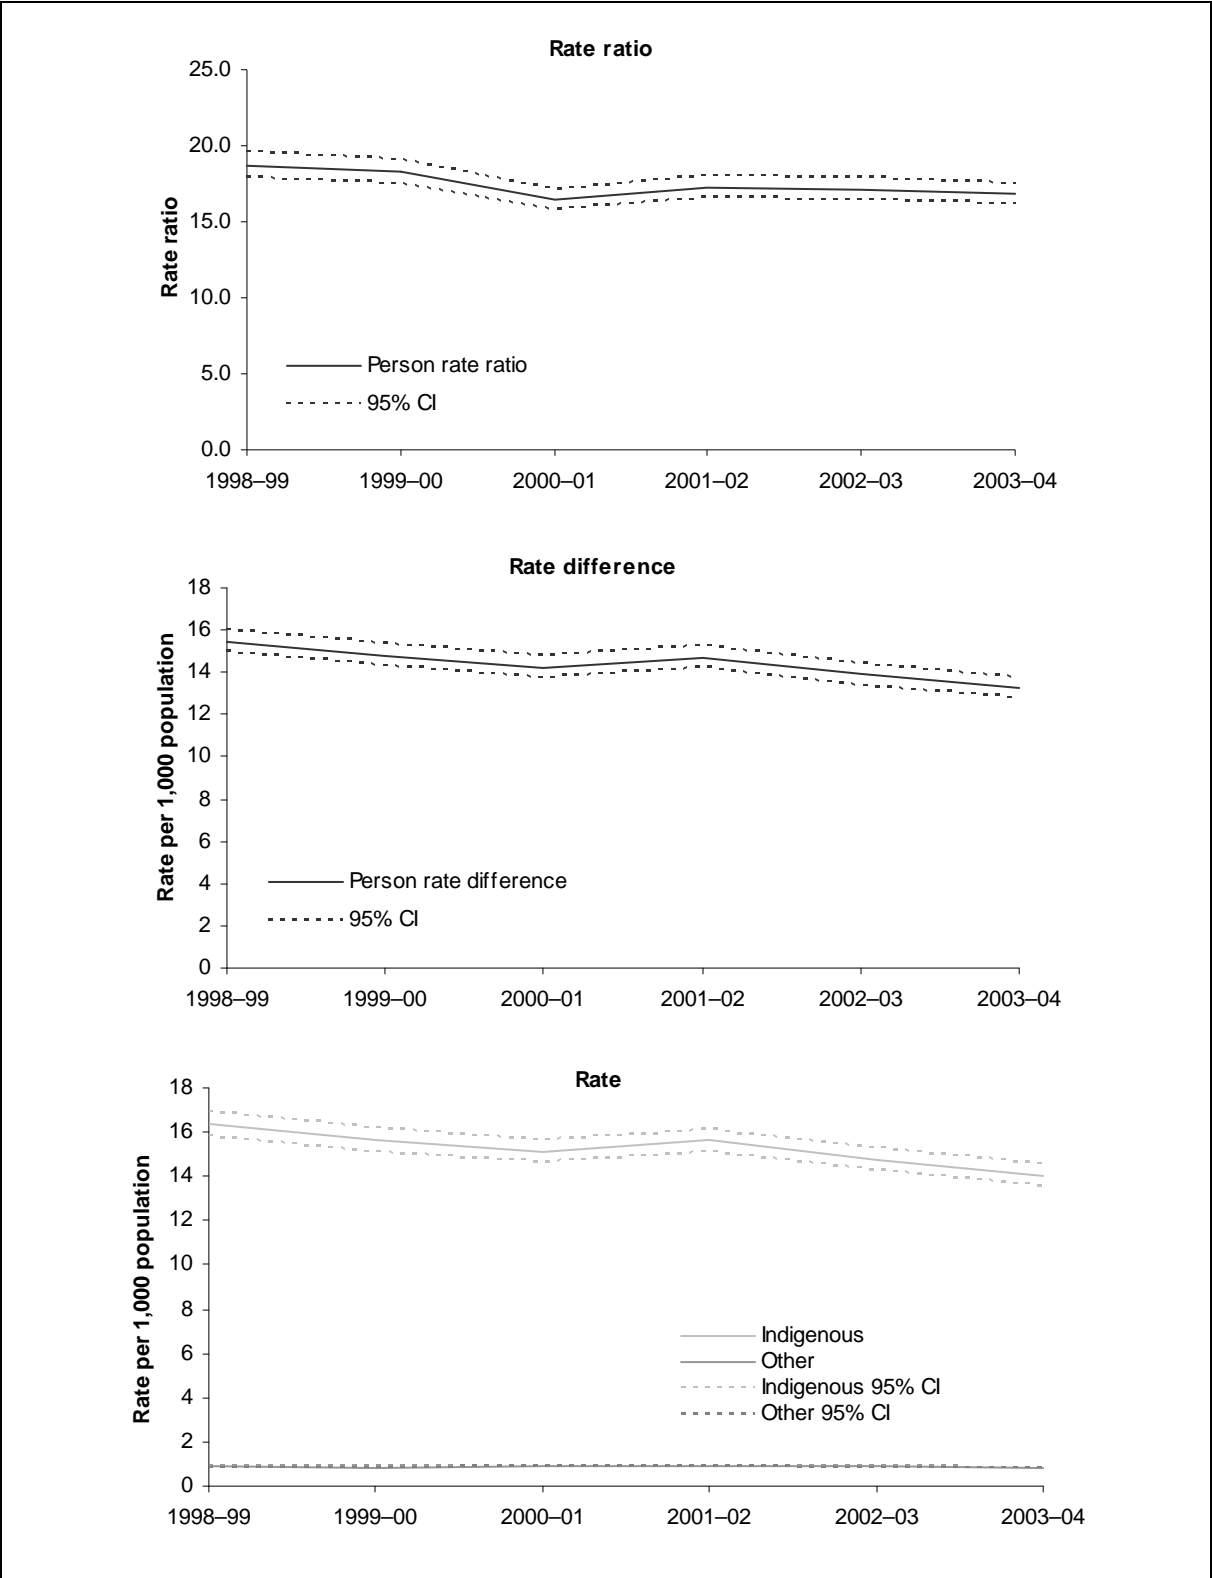 Rate ratio
25.0
20.0
15.0
10.0
5.0
0.0
Rate ratio
Person rate ratio
95% CI
1998–99 1999–00 2000–01 2001–02 2002–03 2003–04
Rate difference
18
16
14
12
10
8
6
4
2
0
Rate per 1,000 population
Person rate difference
95% CI
1998–99 1999–00 2000–01 2001–02 2002–03 2003–04
Rate
18
16
14
12
10
8
6
4
2
0
Rate per 1,000 population
Indigenous
Other
Indigenous 95% CI
Other 95% CI
1998–99 1999–00 2000–01 2001–02 2002–03 2003–04